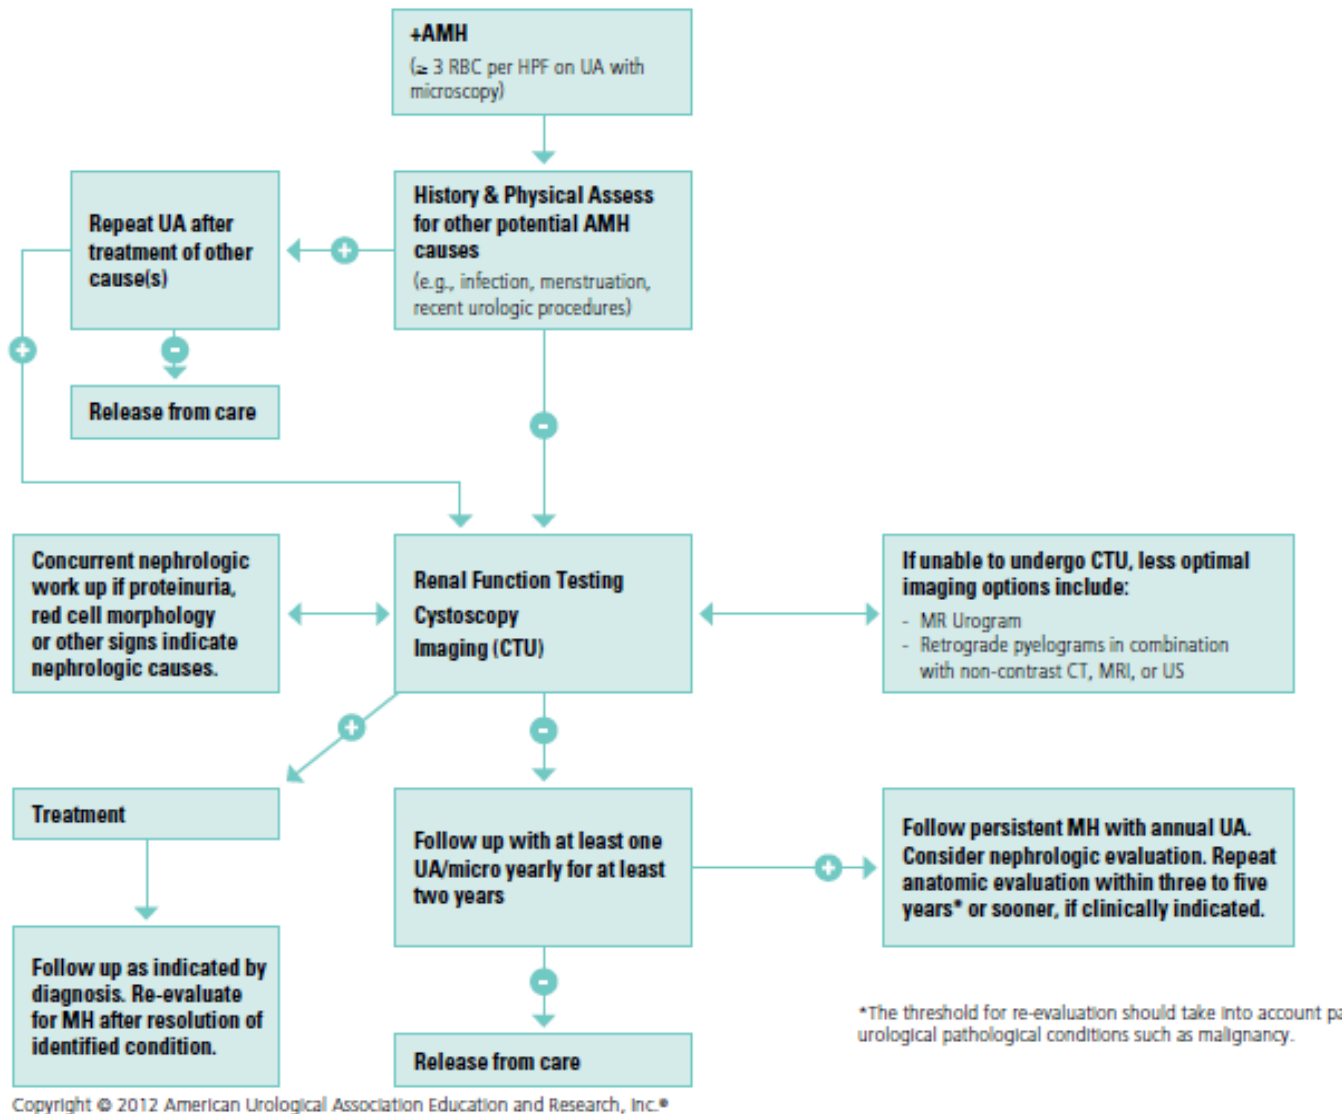 +AMH
(≥ 3 RBC per HPF on UA with
microscopy)
History & Physical Assess
for other potential AMH
causes
(e.g., infection, menstruation,
recent urologic procedures)
+
Repeat UA after
treatment of other
cause(s)
+
-
Release from care
-
Concurrent nephrologic
work up if proteinuria,
red cell morphology
or other signs indicate
nephrologic causes.
Renal Function Testing
Cystoscopy
Imaging (CTU)
If unable to undergo CTU, less optimal
imaging options include:
- MR Urogram
- Retrograde pyelograms in combination
with non-contrast CT, MRI, or US
+
-
Treatment
Follow up with at least one
UA/micro yearly for at least
two years
+
Follow persistent MH with annual UA.
Consider nephrologic evaluation. Repeat
anatomic evaluation within three to five
years* or sooner, if clinically indicated.
Follow up as indicated by
diagnosis. Re-evaluate
for MH after resolution of
identified condition.
-
Release from care
*The threshold for re-evaluation should take into account pa
urological pathological conditions such as malignancy.
Copyright © 2012 American Urological Association Education and Research, Inc.®